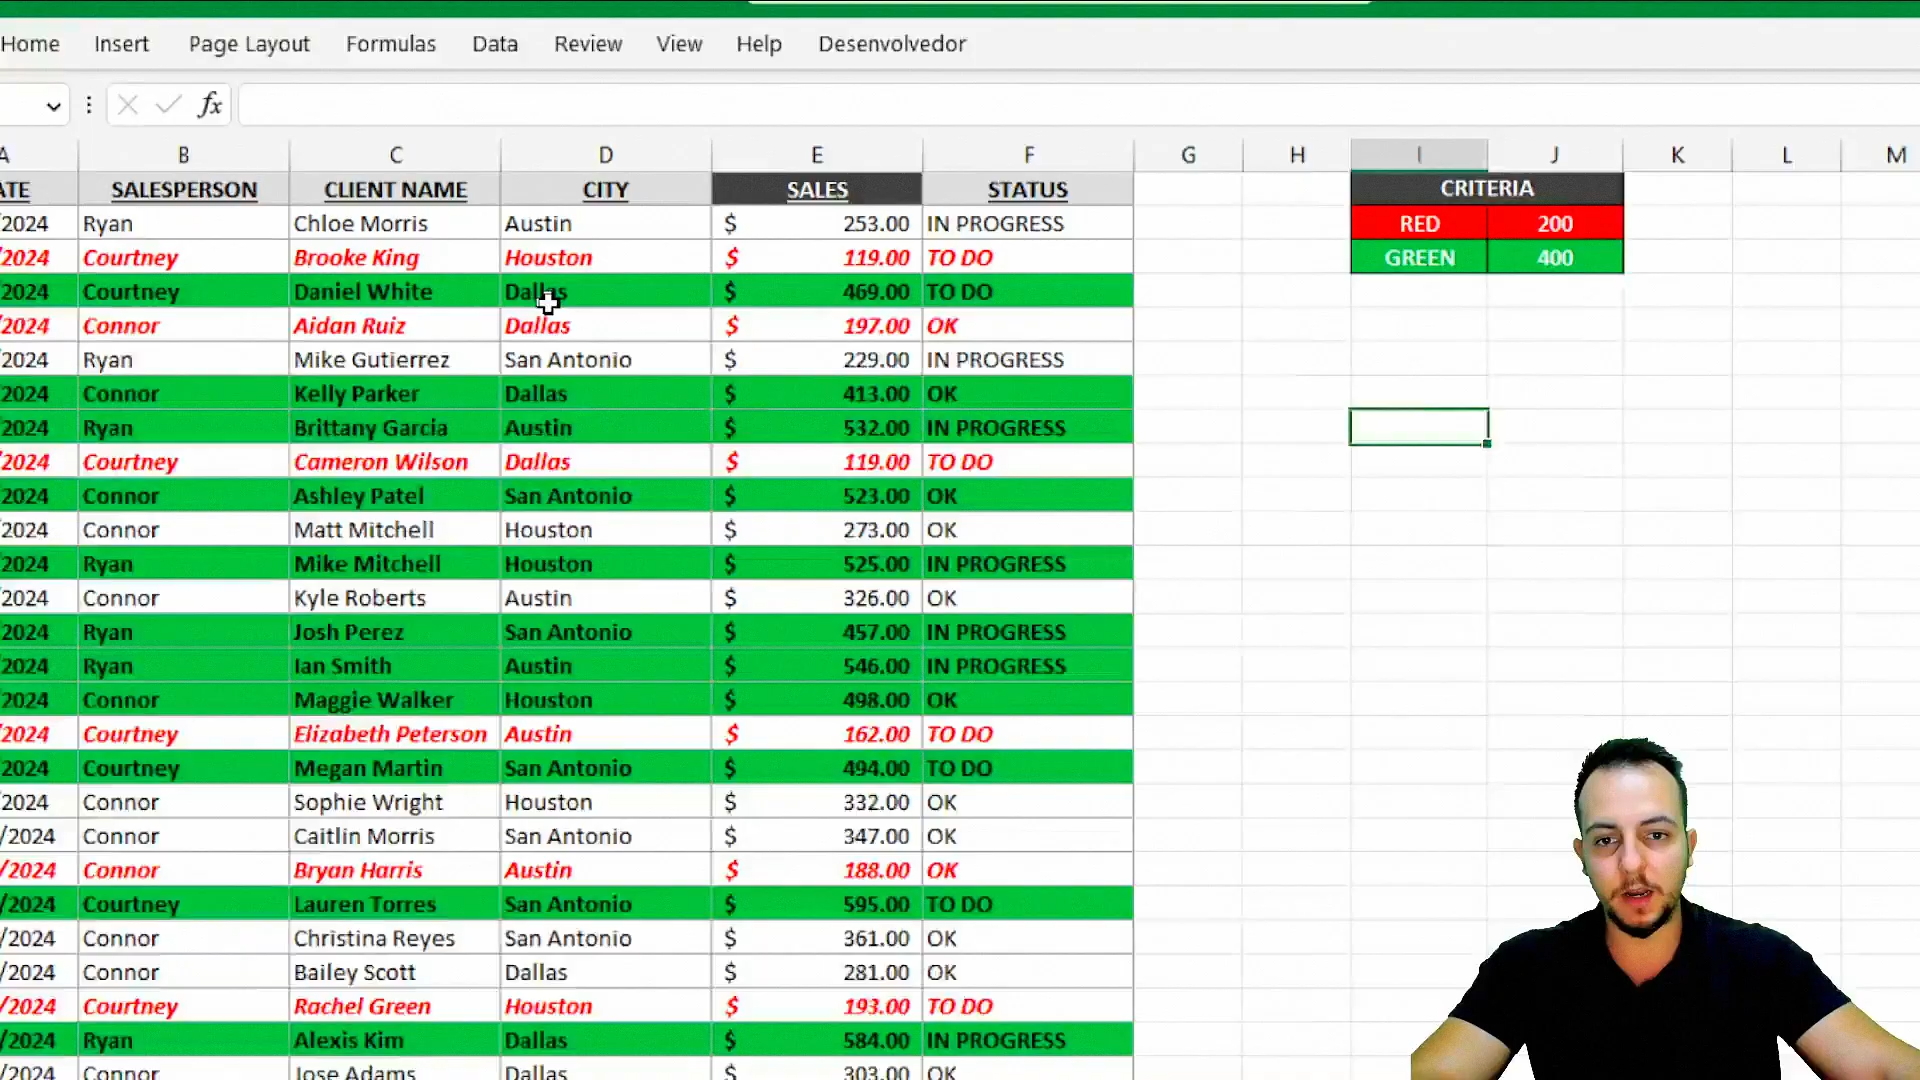 Home Insert Page Layout Formulas Data Review View Help Desenvolvedor
fx
A B C D E F G H I J K L M
ATE SALESPERSON CLIENT NAME CITY SALES STATUS CRITERIA
/2024 Ryan Chloe Morris Austin $ 253.00 IN PROGRESS RED 200
/2024 Courtney Brooke King Houston $ 119.00 TO DO GREEN 400
/2024 Courtney Daniel White Dallas $ 469.00 TO DO
/2024 Connor Aidan Ruiz Dallas $ 197.00 OK
/2024 Ryan Mike Gutierrez San Antonio $ 229.00 IN PROGRESS
/2024 Connor Kelly Parker Dallas $ 413.00 OK
/2024 Ryan Brittany Garcia Austin $ 532.00 IN PROGRESS
/2024 Courtney Cameron Wilson Dallas $ 119.00 TO DO
/2024 Connor Ashley Patel San Antonio $ 523.00 OK
/2024 Connor Matt Mitchell Houston $ 273.00 OK
/2024 Ryan Mike Mitchell Houston $ 525.00 IN PROGRESS
/2024 Connor Kyle Roberts Austin $ 326.00 OK
/2024 Ryan Josh Perez San Antonio $ 457.00 IN PROGRESS
/2024 Ryan Ian Smith Austin $ 546.00 IN PROGRESS
/2024 Connor Maggie Walker Houston $ 498.00 OK
/2024 Courtney Elizabeth Peterson Austin $ 162.00 TO DO
/2024 Courtney Megan Martin San Antonio $ 494.00 TO DO
/2024 Connor Sophie Wright Houston $ 332.00 OK
/2024 Connor Caitlin Morris San Antonio $ 347.00 OK
/2024 Connor Bryan Harris Austin $ 188.00 OK
/2024 Courtney Lauren Torres San Antonio $ 595.00 TO DO
/2024 Connor Christina Reyes San Antonio $ 361.00 OK
/2024 Connor Bailey Scott Dallas $ 281.00 OK
/2024 Courtney Rachel Green Houston $ 193.00 TO DO
/2024 Ryan Alexis Kim Dallas $ 584.00 IN PROGRESS
/2024 Connor Jose Adams Dallas $ 303.00 OK